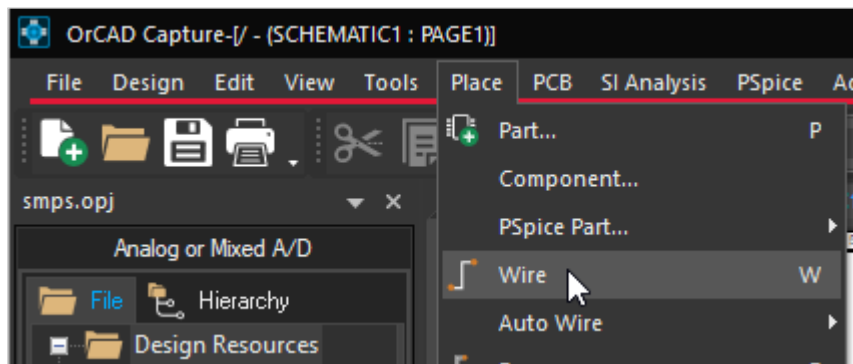 OrCAD Capture-[/ - (SCHEMATIC1 : PAGE1)]
File Design Edit View Tools Place PCB SI Analysis PSpice
Part... P
Component...
smps.opj
PSpice Part...
Analog or Mixed A/D
Wire W
File Hierarchy
Auto Wire
Design Resources